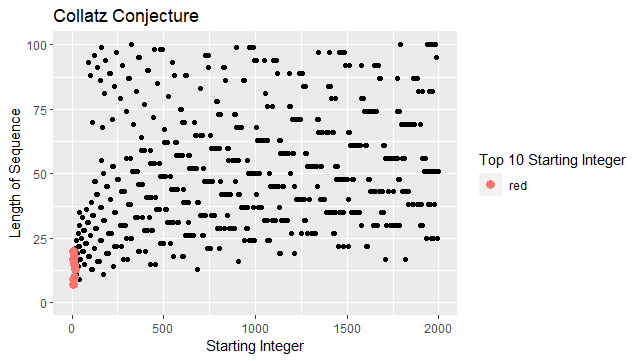 Collatz Conjecture
Length of Sequence
100
75
50
25
0
0 500 1000 1500 2000
Starting Integer
Top 10 Starting Integer
red